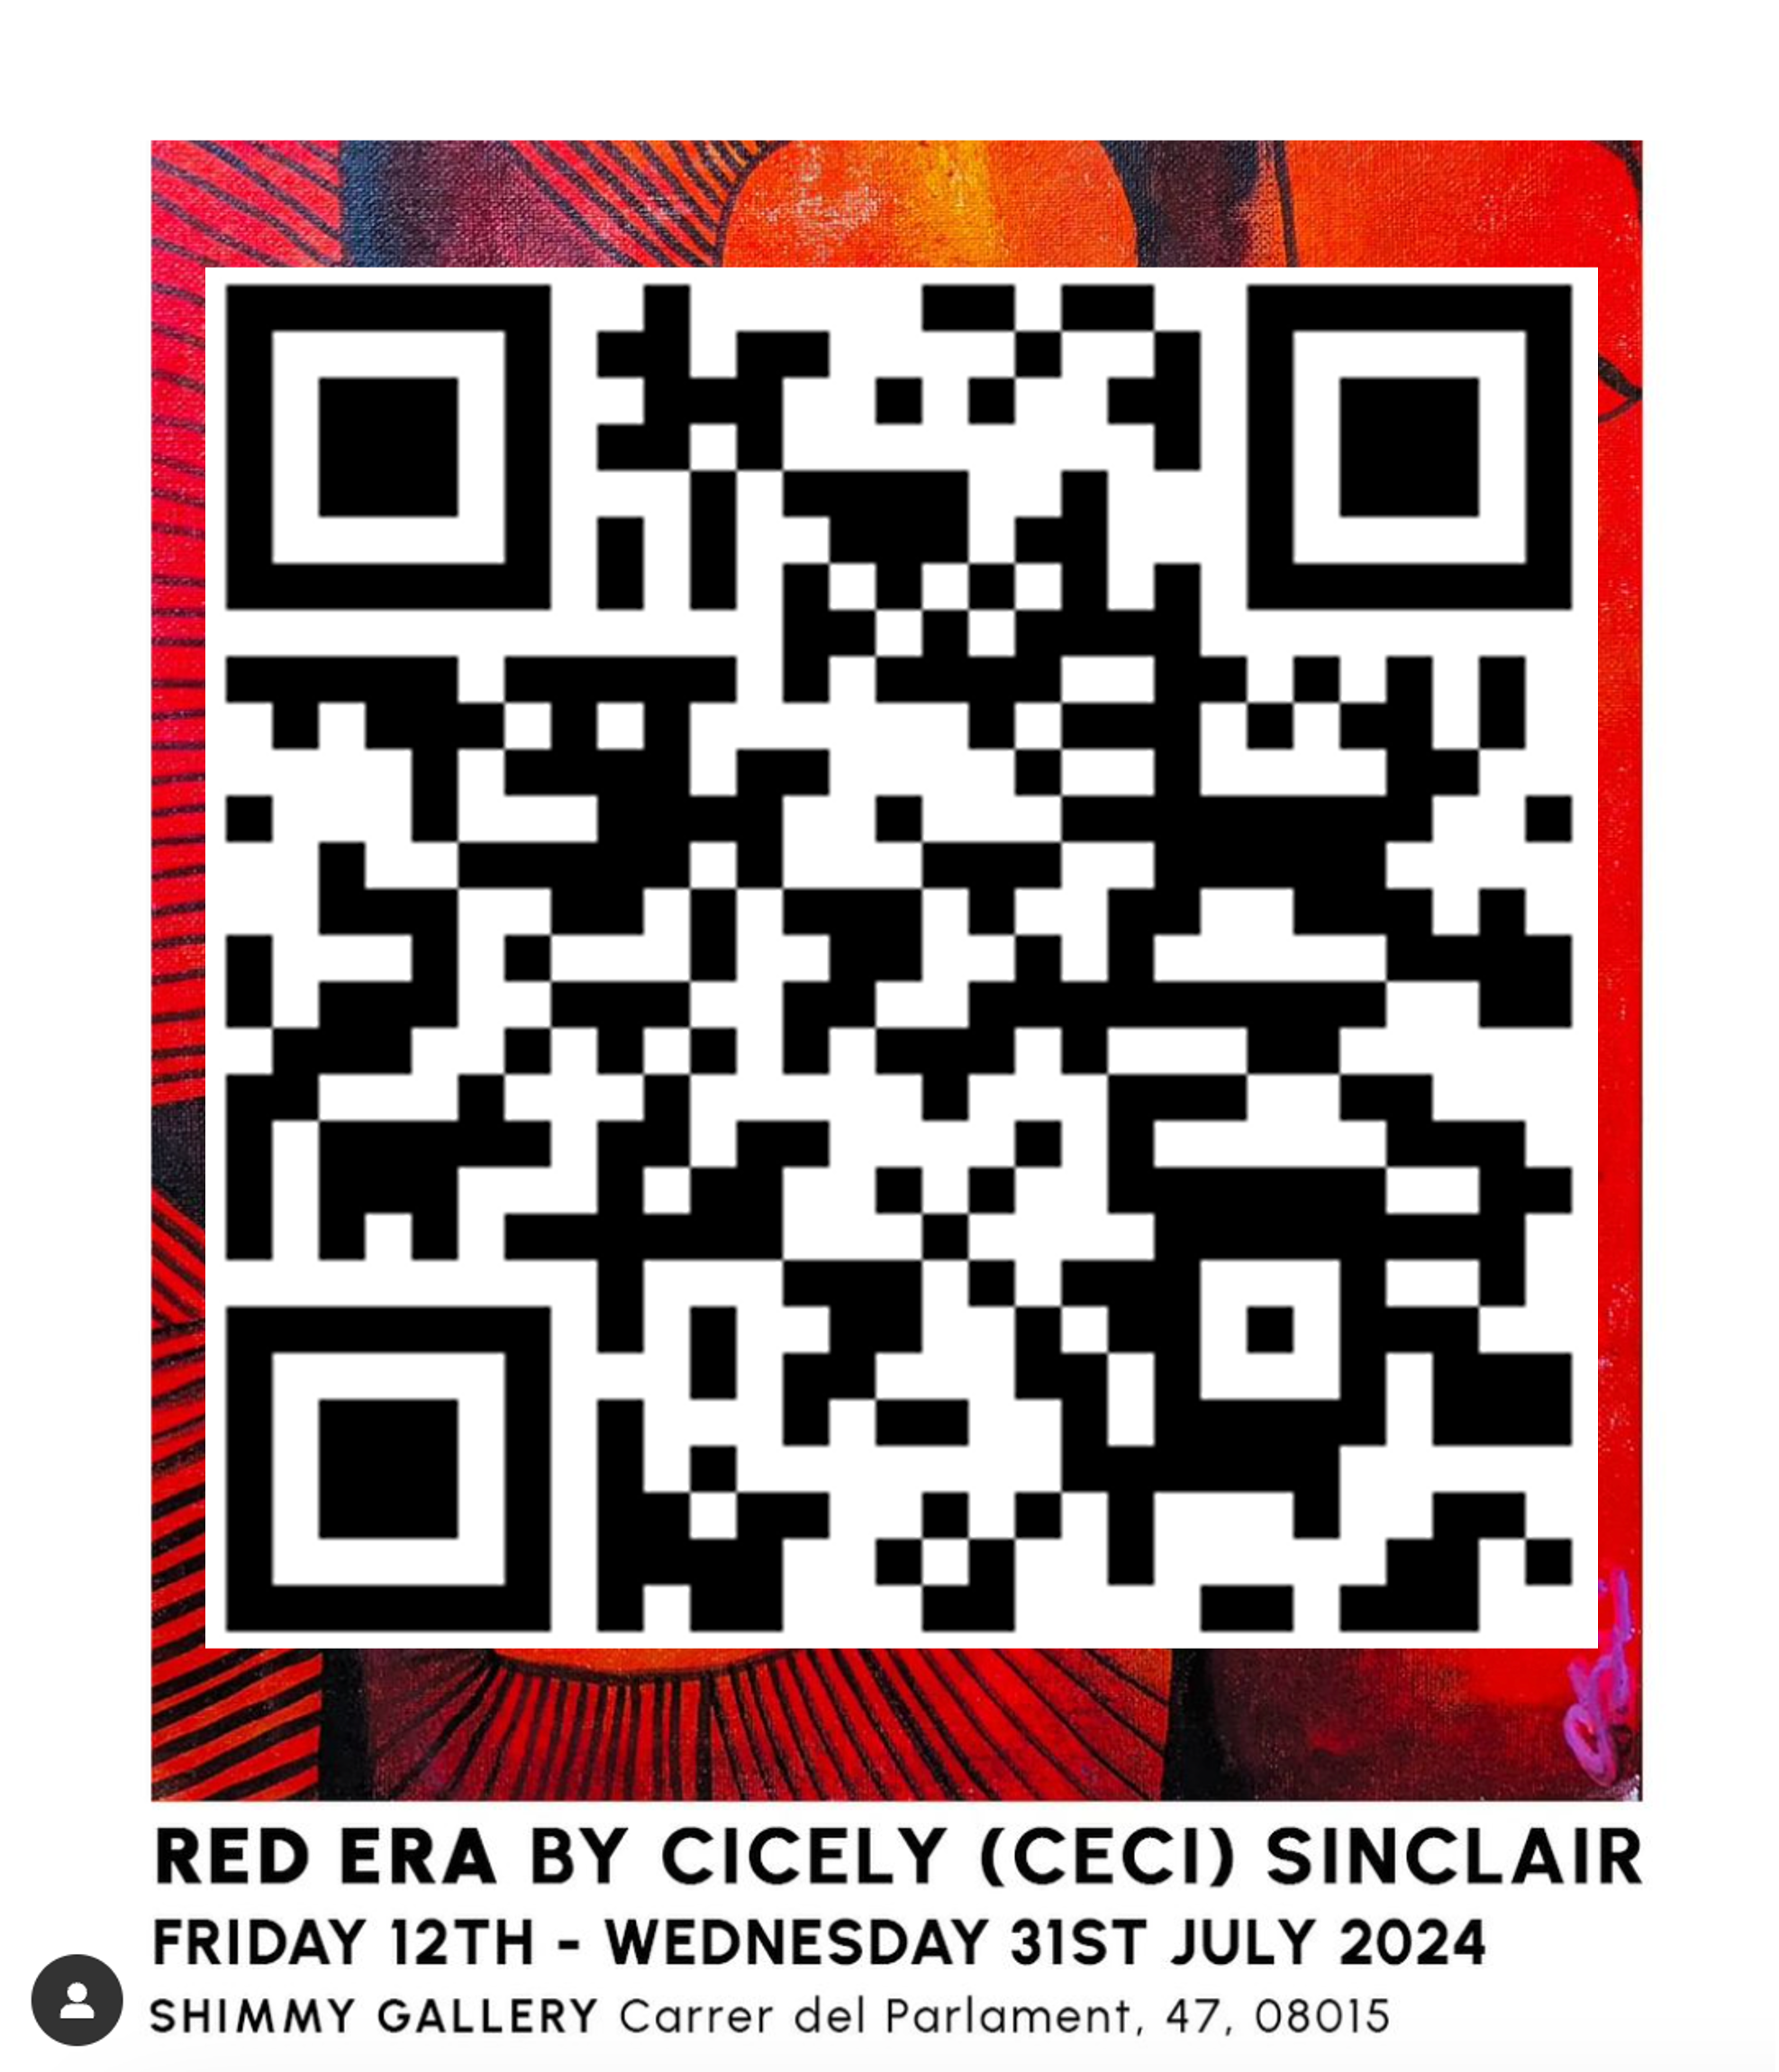 RED ERA BY CICELY (CECI) SINCLAIR
FRIDAY 12TH - WEDNESDAY 31ST JULY 2024
SHIMMY GALLERY Carrer del Parlament, 47, 08015